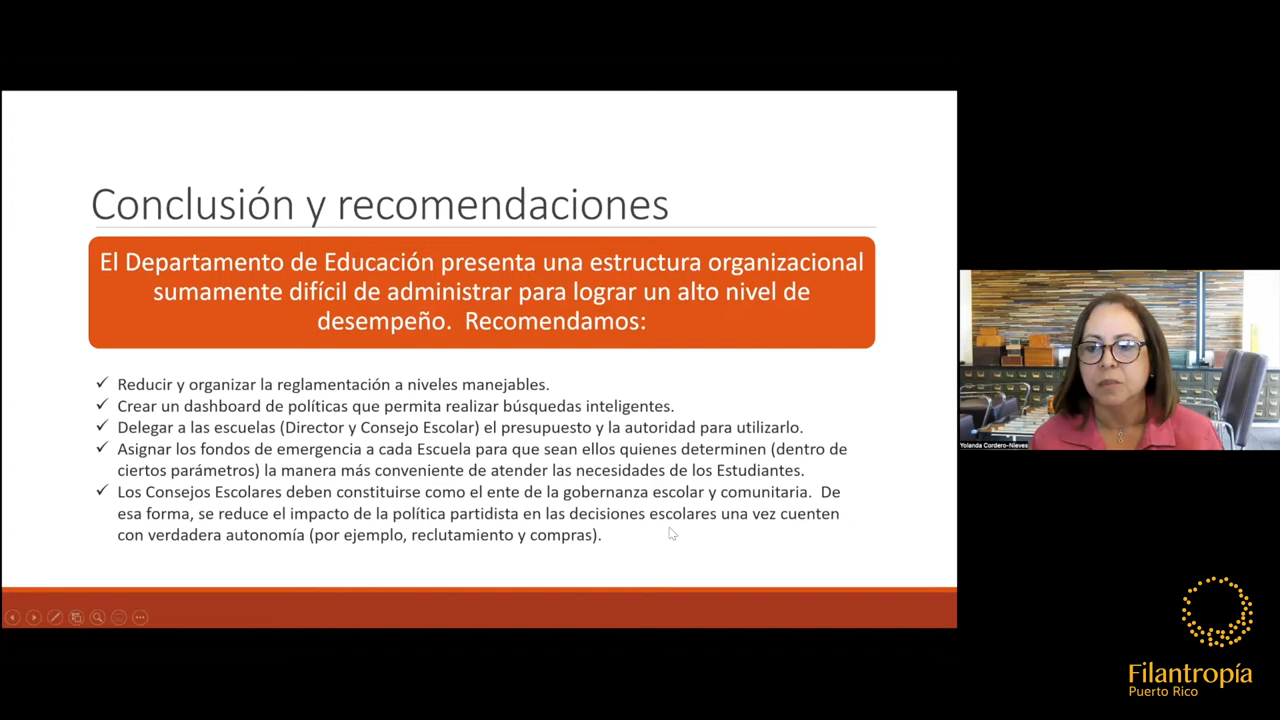 Conclusión y recomendaciones
El Departamento de Educación presenta una estructura organizacional
sumamente difícil de administrar para lograr un alto nivel de
desempeño. Recomendamos:
✓ Reducir y organizar la reglamentación a niveles manejables.
✓ Crear un dashboard de políticas que permita realizar búsquedas inteligentes.
✓ Delegar a las escuelas (Director y Consejo Escolar) el presupuesto y la autoridad para utilizarlo.
✓ Asignar los fondos de emergencia a cada Escuela para que sean ellos quienes determinen (dentro de
ciertos parámetros) la manera más conveniente de atender las necesidades de los Estudiantes.
✓ Los Consejos Escolares deben constituirse como el ente de la gobernanza escolar y comunitaria. De
esa forma, se reduce el impacto de la política partidista en las decisiones escolares una vez cuenten
con verdadera autonomía (por ejemplo, reclutamiento y compras).
Yolanda Cordero-Nieves
Filantropía
Puerto Rico